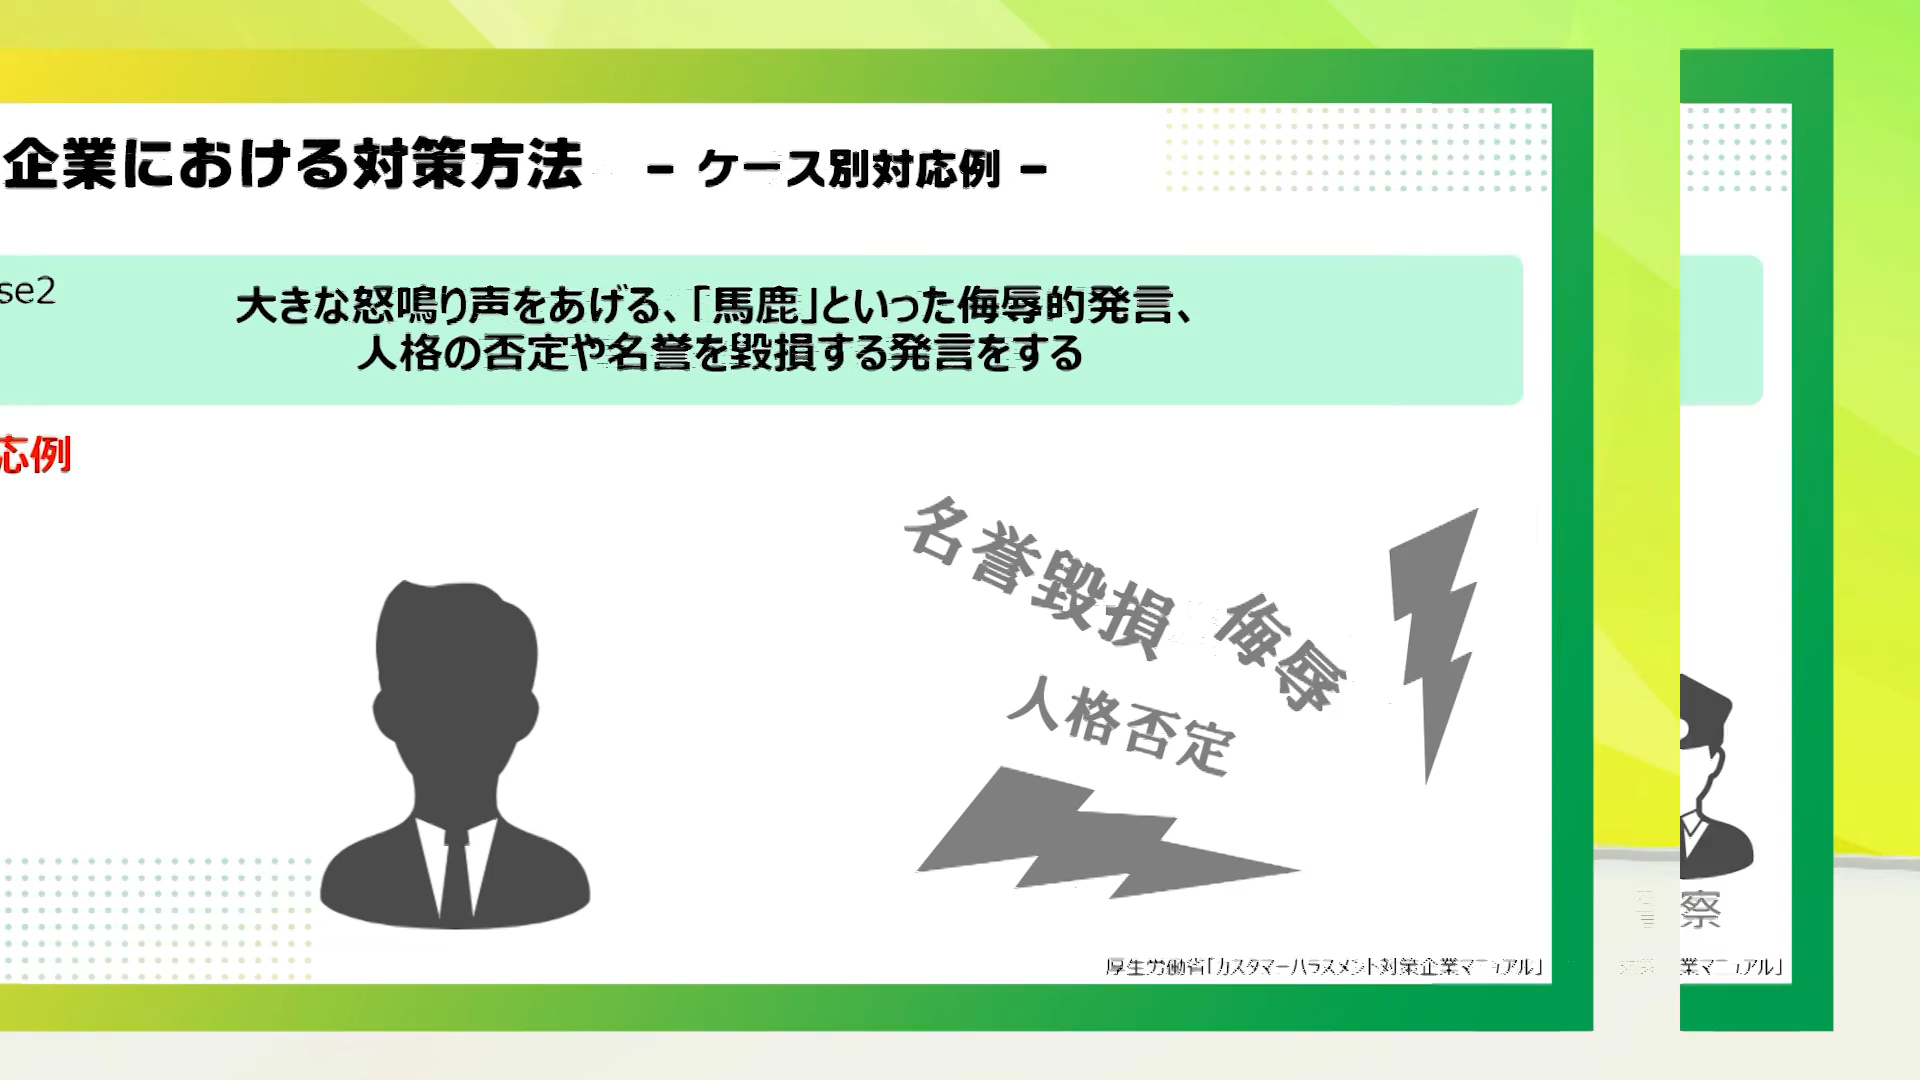 企業における対策方法 － ケース別対応例 －
se2
大きな怒鳴り声をあげる、「馬鹿」といった侮辱的発言、
人格の否定や名誉を毀損する発言をする
応例
名誉毀損
侮辱
人格否定
察
厚生労働省「カスタマーハラスメント対策企業マニュアル」
業マニュアル」